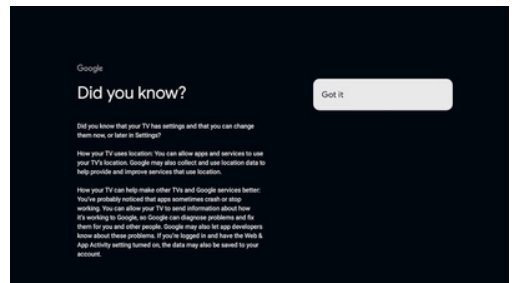 Google
Did you know?
Got it
Did you know that your TV has settings and that you can change
them now, or later in Settings?
How your TV uses location: You can allow apps and services to use
your TV's location. Google may also collect and use location data to
help provide and improve services that use location.
How your TV can help make other TVs and Google services better:
You've probably noticed that apps sometimes crash or stop
working. You can allow your TV to send information about how
it's working to Google, so Google can diagnose problems and fix
them for you and other people. Google may also let app developers
know about these problems. If you're logged in and have the Web &
App Activity setting turned on, the data may also be saved to your
account.